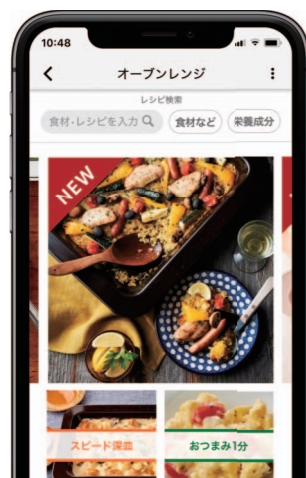 10:48
オーブンレンジ
レシピ検索
食材・レシピを入力
食材など
栄養成分
NEW
スピード深皿
おつまみ1分